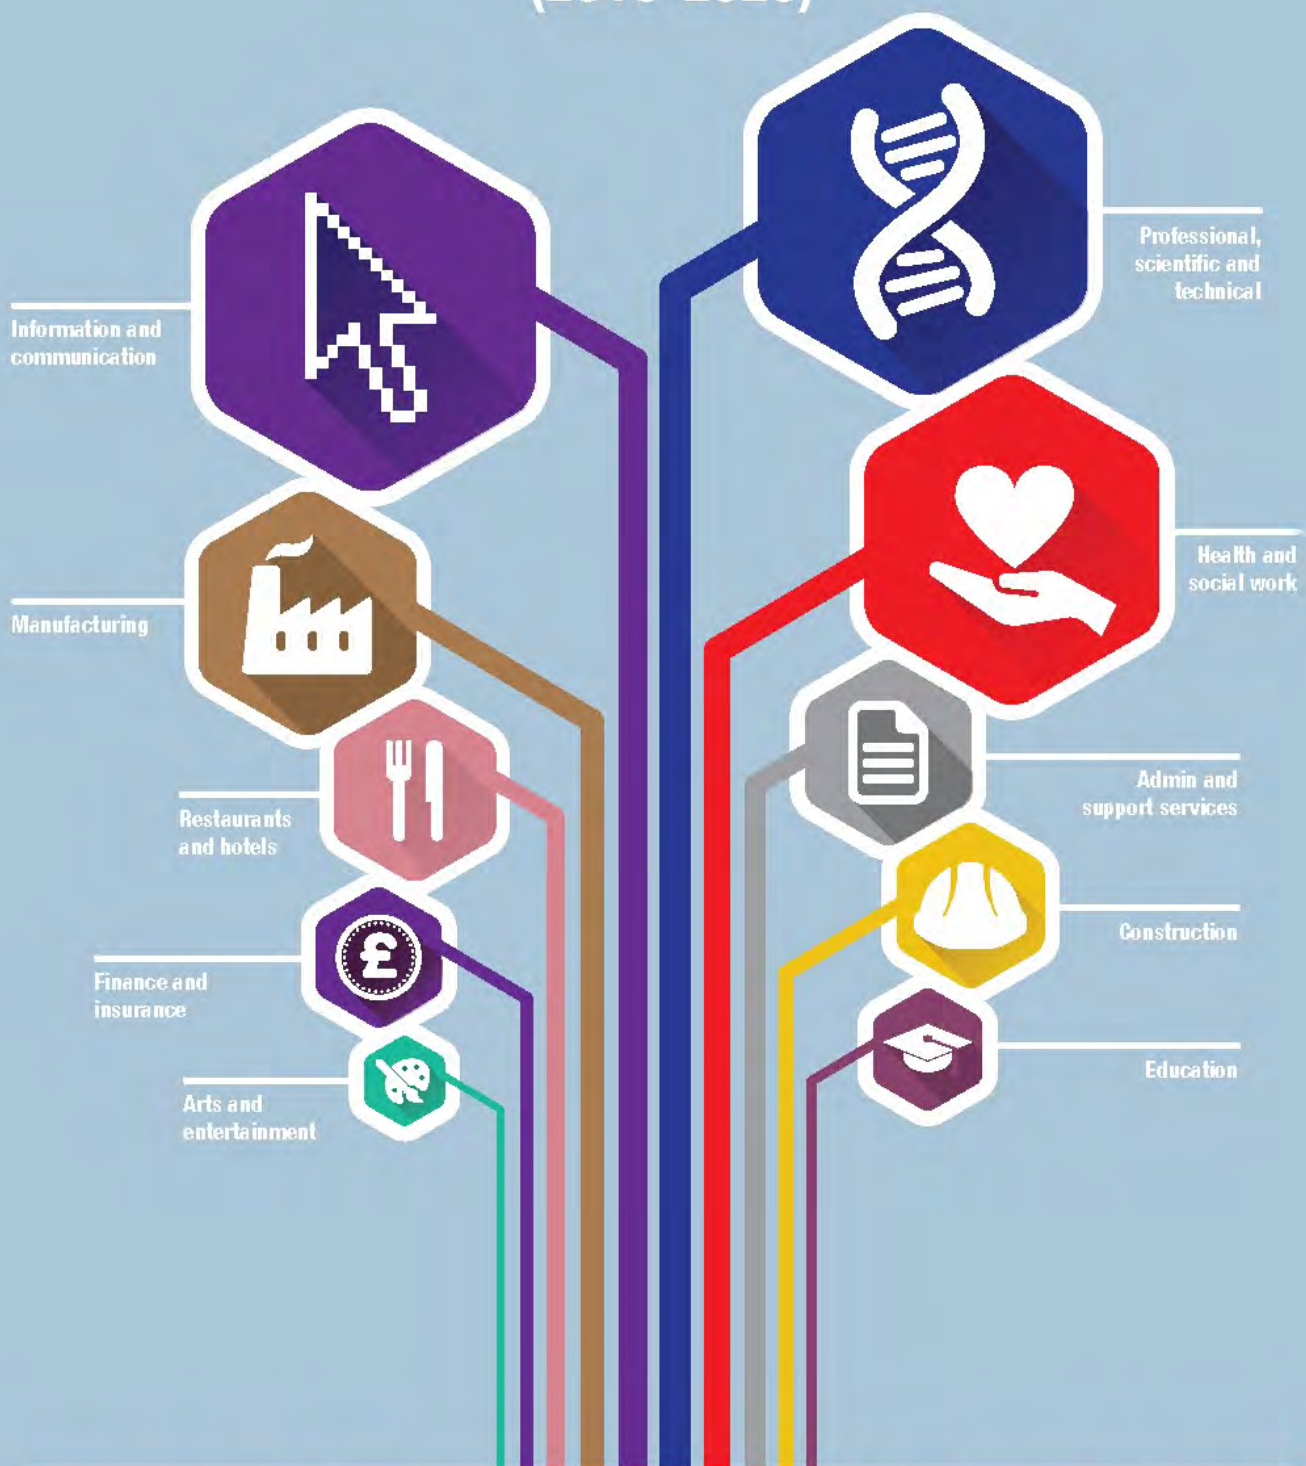 Professional,
scientific and
technical
Information and
communication
Health and
social work
Manufacturing
Admin and
support services
Restaurants
and hotels
Construction
Finance and
insurance
Education
Arts and
entertainment
£